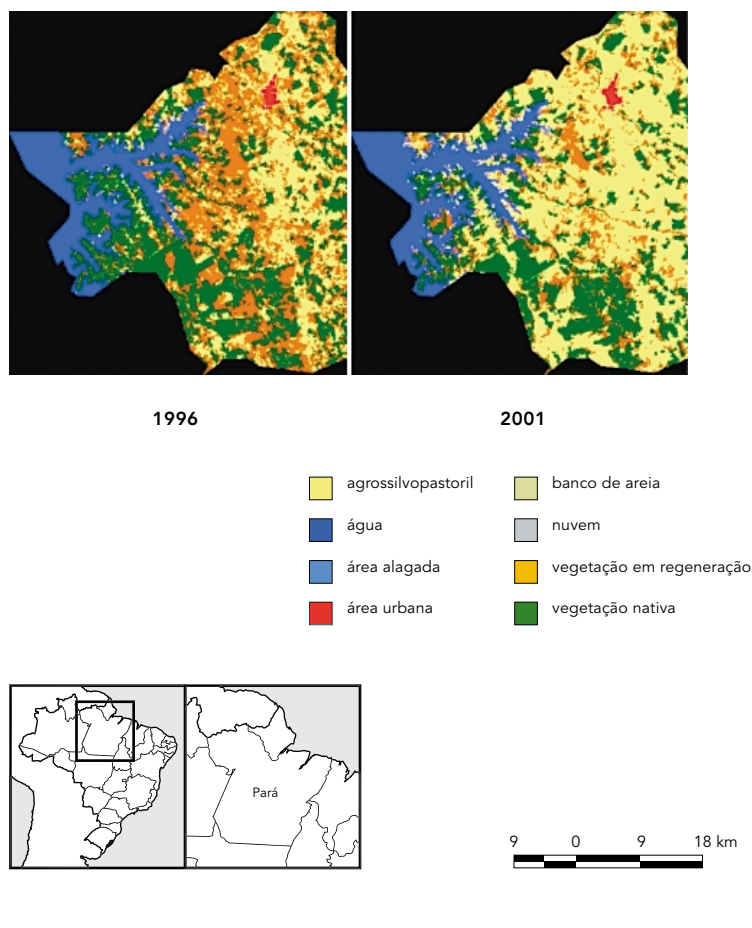 1996
2001
agrossilvopastoril
água
área alagada
área urbana
banco de areia
nuvem
vegetação em regeneração
vegetação nativa
Pará
9 0 9 18 km